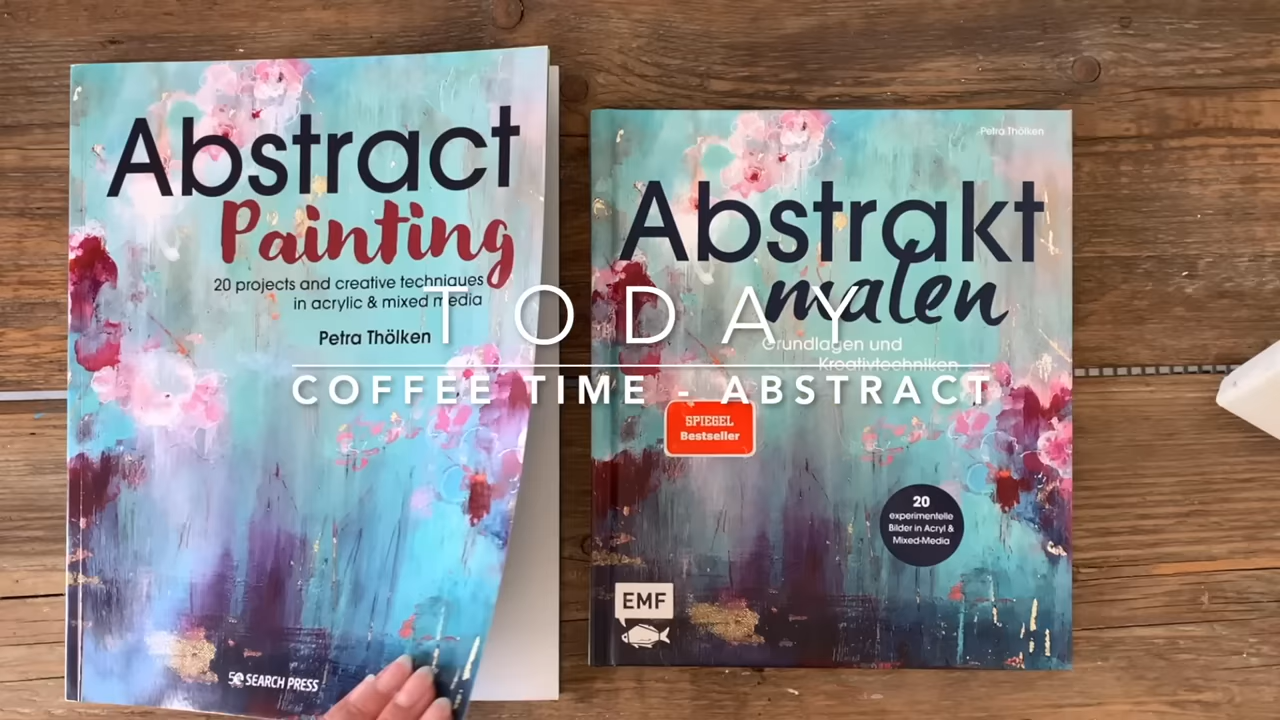 Abstract
Painting
20 projects and creative techniques
in acrylic & mixed media
Petra Thölken
SEARCH PRESS
Petra Thölken
Abstrakt
malen
Grundlagen und
Kreativtechniken
SPIEGEL
Bestseller
20
experimentelle
Bilder in Acryl &
Mixed-Media
EMF
TODAY
COFFEE TIME - ABSTRACT